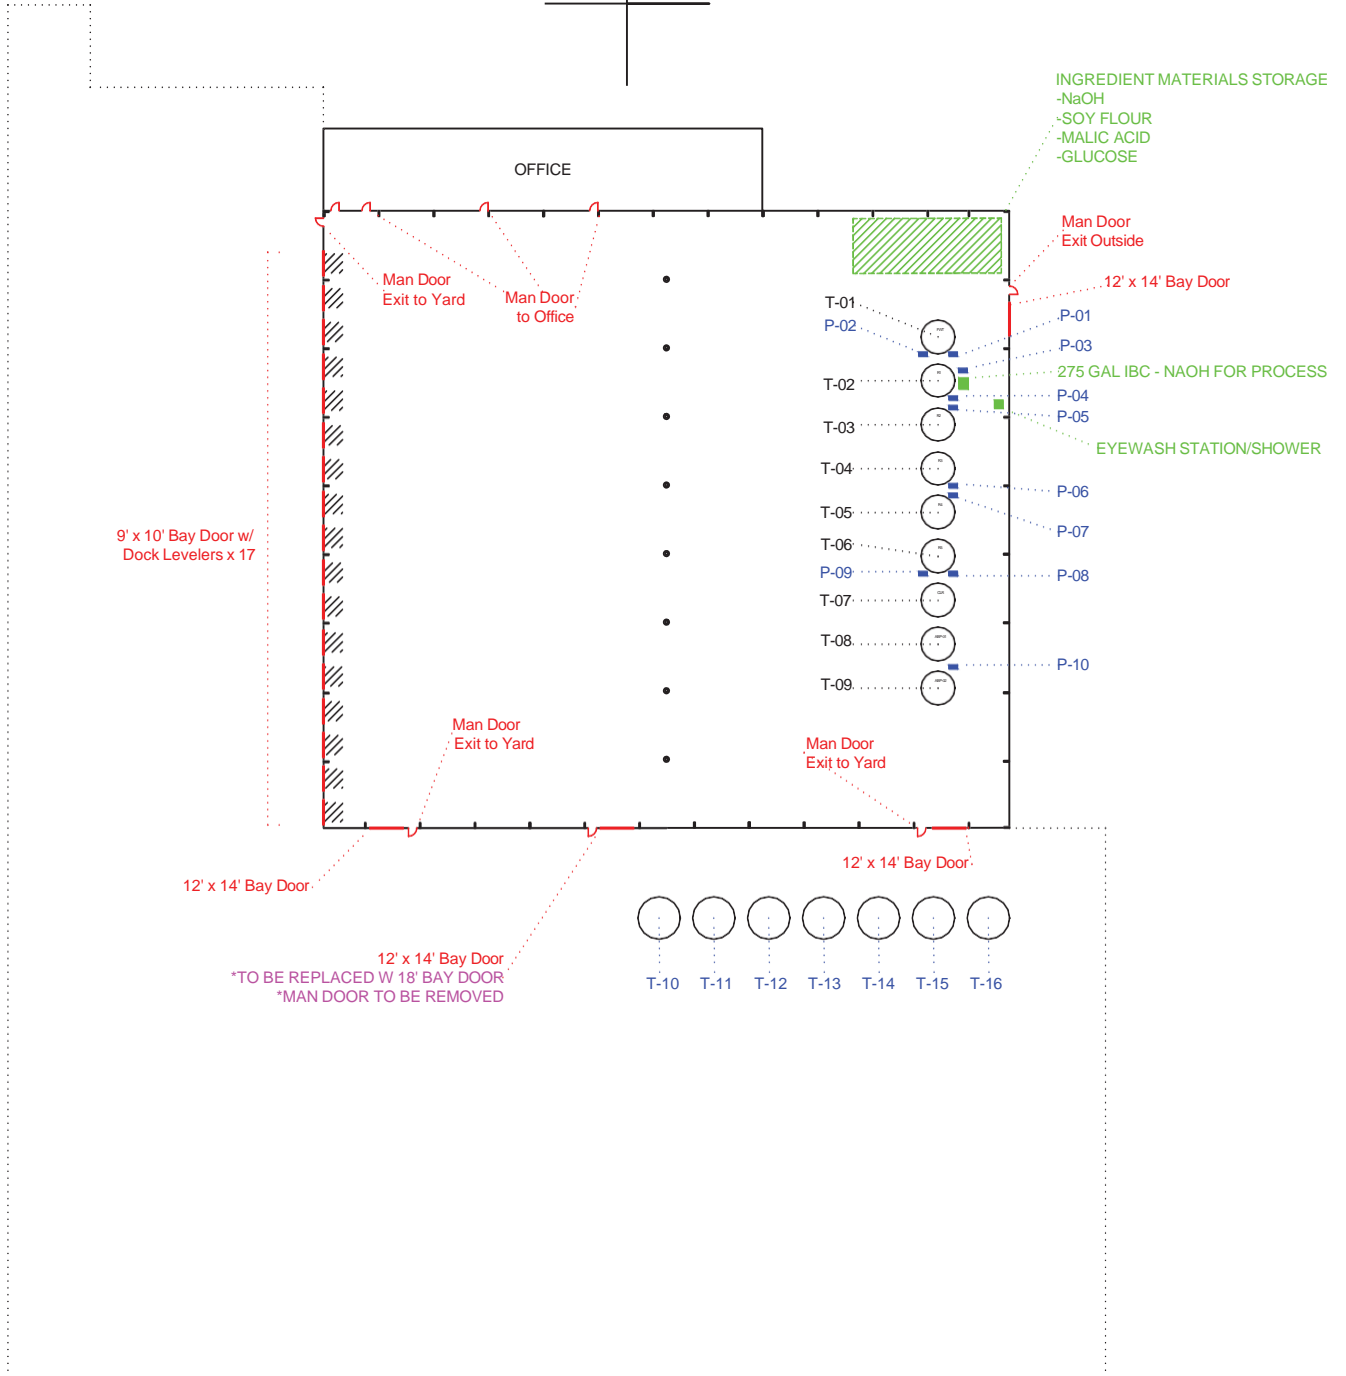 INGREDIENT MATERIALS STORAGE
-NaOH
-SOY FLOUR
-MALIC ACID
-GLUCOSE
OFFICE
Man Door
Exit Outside
Man Door
Exit to Yard
Man Door
to Office
12' x 14' Bay Door
T-01
P-02
P-01
P-03
275 GAL IBC - NAOH FOR PROCESS
T-02
P-04
P-05
T-03
EYEWASH STATION/SHOWER
T-04
P-06
T-05
P-07
9' x 10' Bay Door w/
Dock Levelers x 17
T-06
P-09
P-08
T-07
T-08
P-10
T-09
Man Door
Exit to Yard
Man Door
Exit to Yard
12' x 14' Bay Door
12' x 14' Bay Door
12' x 14' Bay Door
*TO BE REPLACED W 18' BAY DOOR
*MAN DOOR TO BE REMOVED
T-10
T-11
T-12
T-13
T-14
T-15
T-16